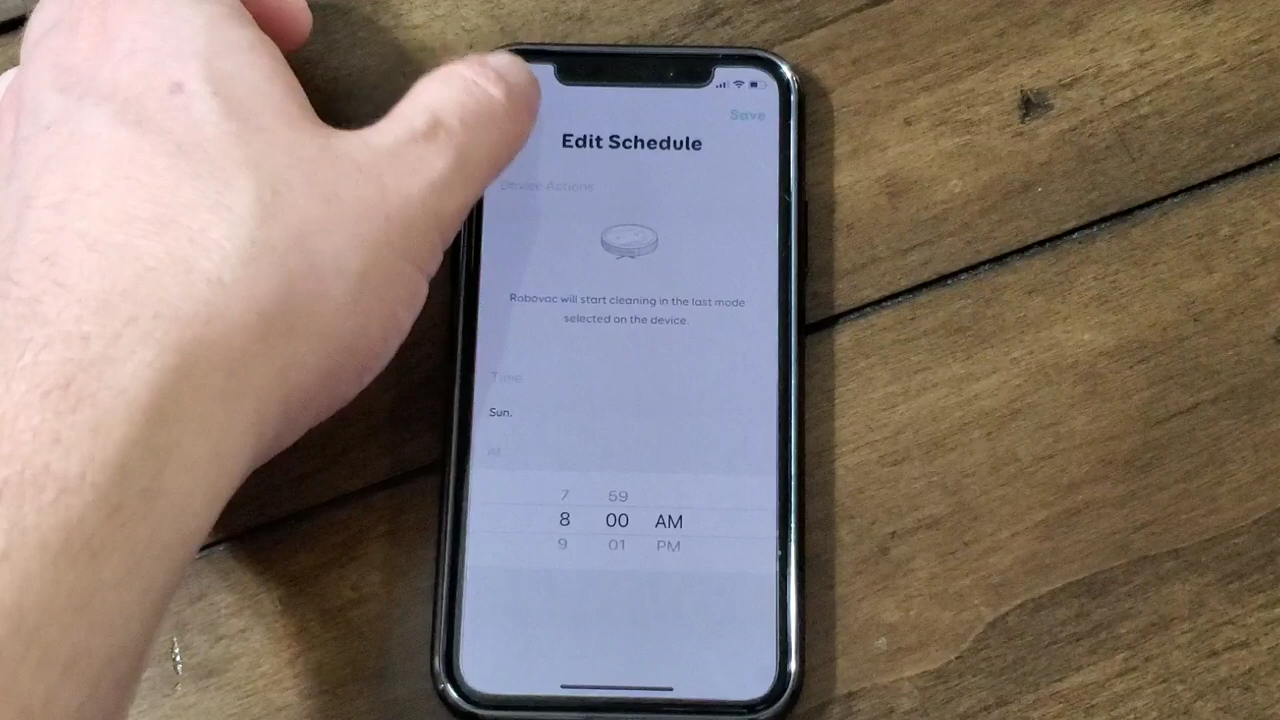 Save
Edit Schedule
Device Actions
Robovac will start cleaning in the last mode
selected on the device.
Time
Sun.
At
7 59
8 00 AM
9 01 PM